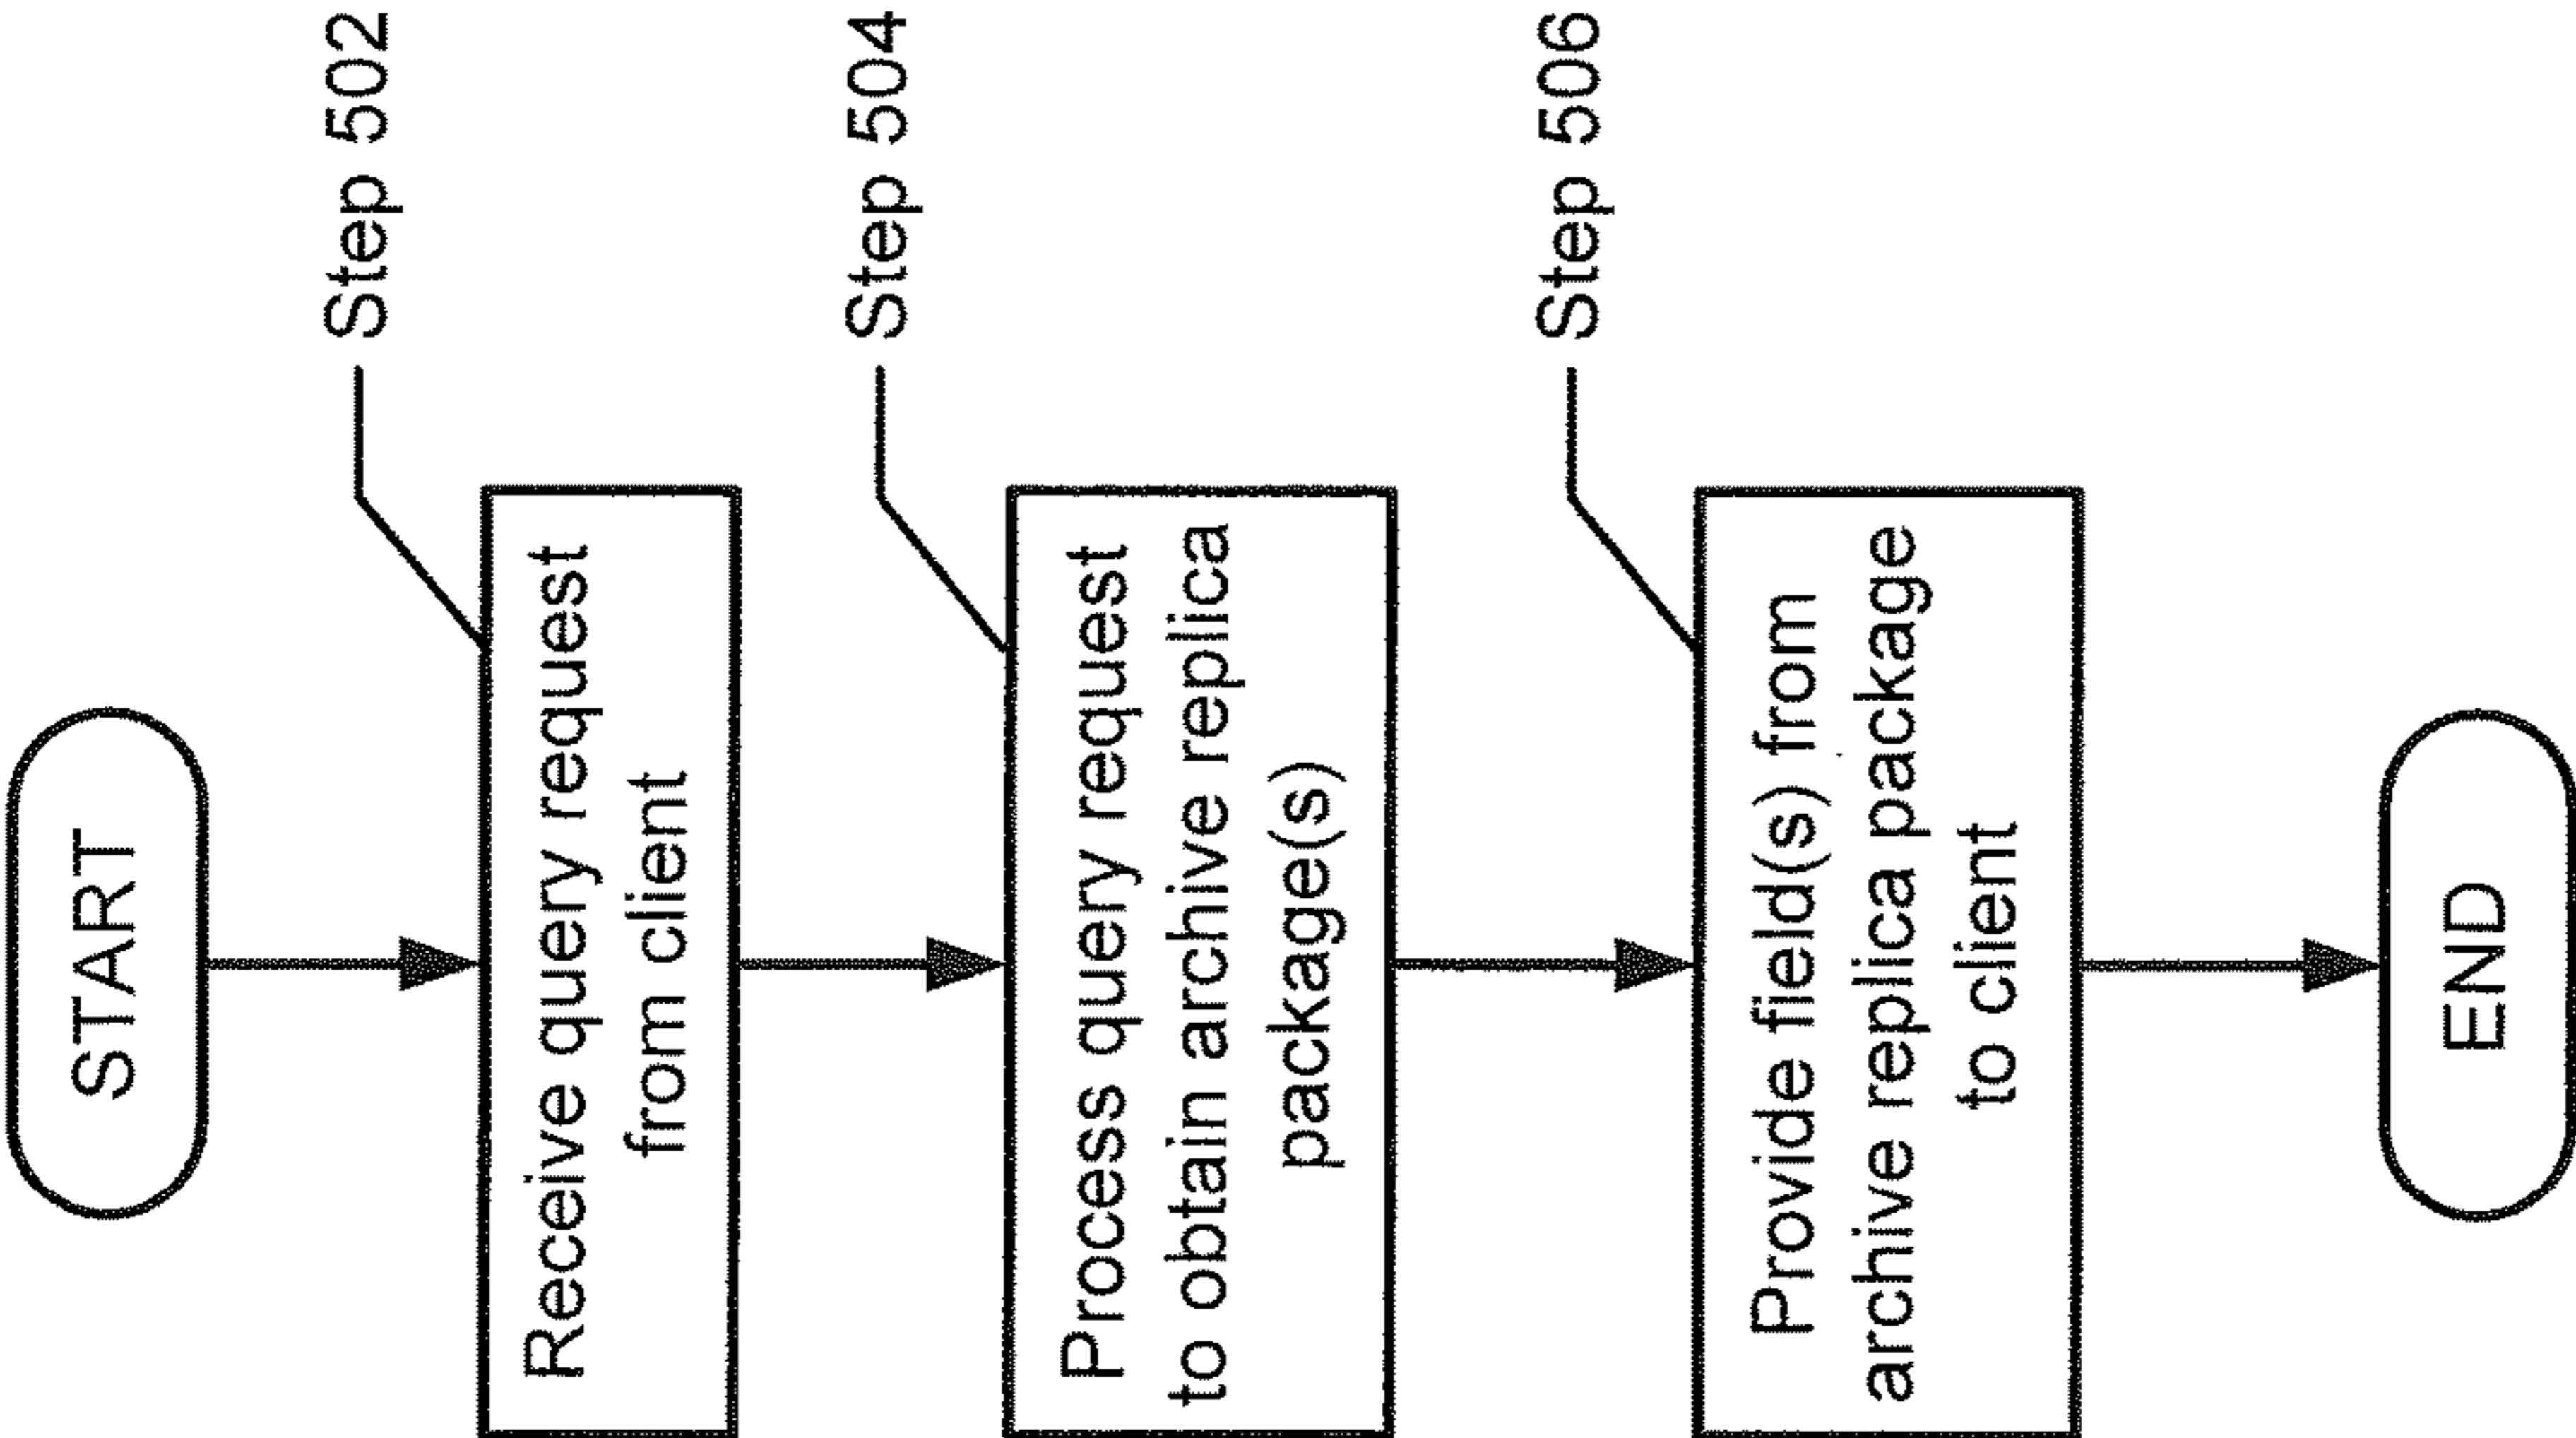 START
Step 502
Receive query request
from client
Step 504
Process query request
to obtain archive replica
package(s)
Step 506
Provide field(s) from
archive replica package
to client
END